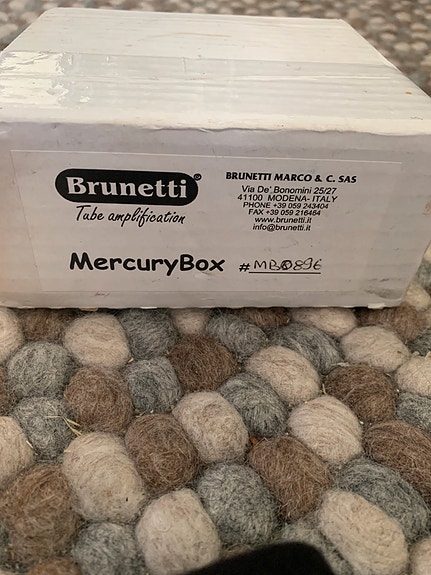 Brunetti®
Tube amplification
BRUNETTI MARCO & C. SAS
Via De' Bonomini 25/27
41100 MODENA- ITALY
PHONE +39 059 243404
FAX +39 059 216464
www.brunetti.it
info@brunetti.it
MercuryBox #MB0896